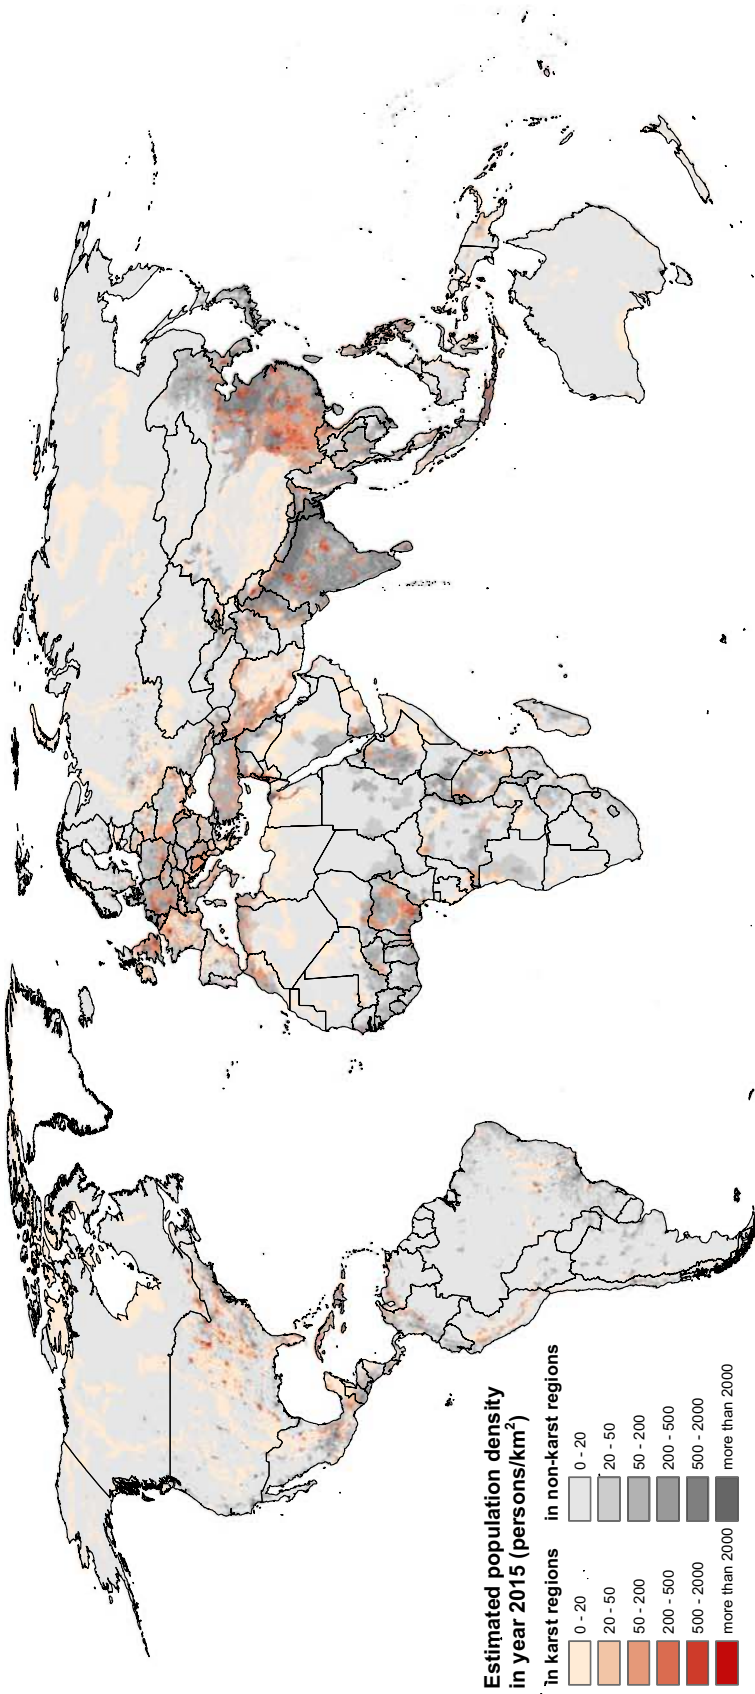 Estimated population density
in year 2015 (persons/km²)
in karst regions
0 - 20
20 - 50
50 - 200
200 - 500
500 - 2000
more than 2000
in non-karst regions
0 - 20
20 - 50
50 - 200
200 - 500
500 - 2000
more than 2000